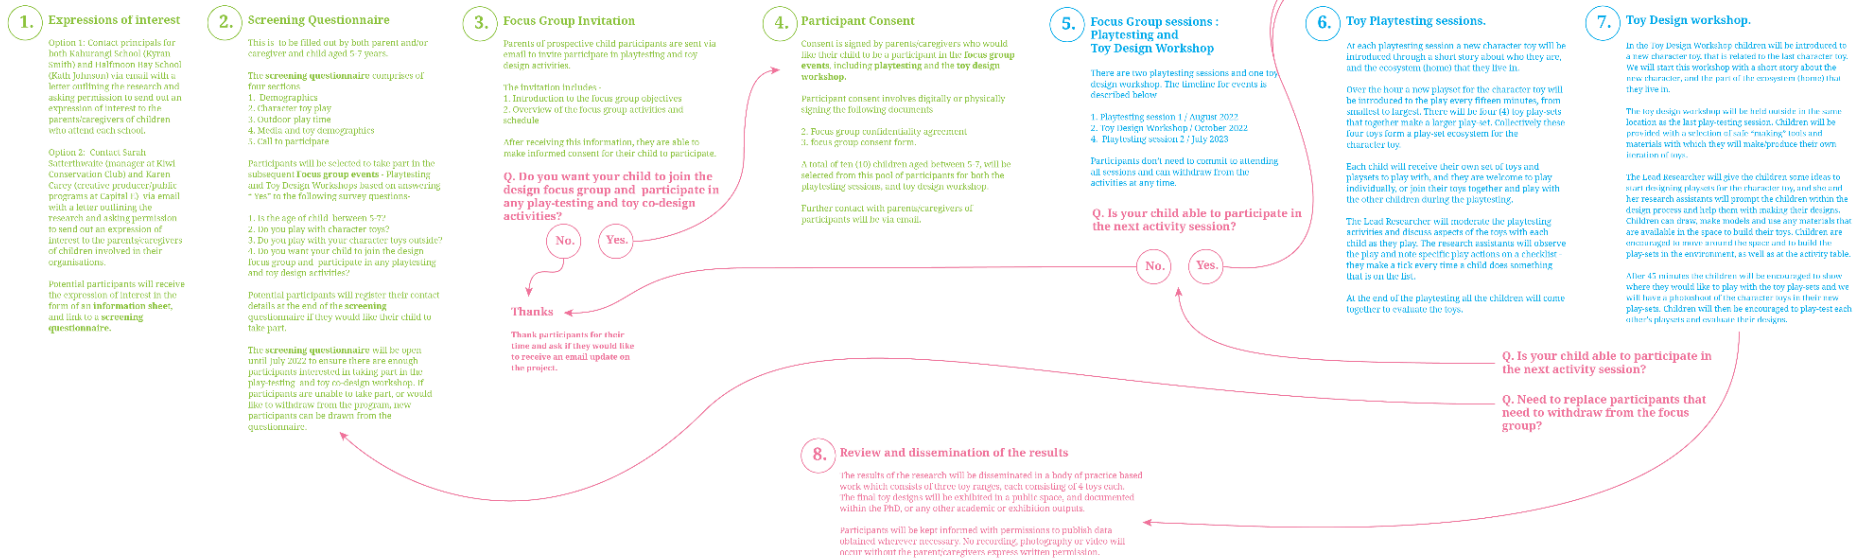 1.
Expressions of interest
Option 1: Contact principals for
both Kahurangi School (Kyran
Smith) and Halfmoon Bay School
(Kath Johnson) via email with a
letter outlining the research and
asking permission to send out an
expression of interest to the
parents/caregivers of children
who attend each school.
Option 2: Contact Sarah
Satterthwaite (manager at Kiwi
Conservation Club) and Karen
Carey (creative producer/public
programs at Capital E) via email
with a letter outlining the
research and asking permission
to send out an expression of
interest to the parents/caregivers
of children involved in their
organisations.
Potential participants will receive
the expression of interest in the
form of an information sheet,
and link to a screening
questionnaire.
2.
Screening Questionnaire
This is to be filled out by both parent and/or
caregiver and child aged 5-7 years.
The screening questionnaire comprises of
four sections
1. Demographics
2. Character toy play
3. Outdoor play time
4. Media and toy demographics
5. Call to participate
Participants will be selected to take part in the
subsequent Focus group events - Playtesting
and Toy Design Workshops based on answering
" Yes" to the following survey questions-
1. Is the age of child between 5-7?
2. Do you play with character toys?
3. Do you play with your character toys outside?
4. Do you want your child to join the design
focus group and participate in any playtesting
and toy design activities?
Potential participants will register their contact
details at the end of the screening
questionnaire if they would like their child to
take part.
The screening questionnaire will be open
until July 2022 to ensure there are enough
participants interested in taking part in the
play-testing and toy co-design workshop. If
participants are unable to take part, or would
like to withdraw from the program, new
participants can be drawn from the
questionnaire.
3.
Focus Group Invitation
Parents of prospective child participants are sent via
email to invite participate in playtesting and toy
design activities.
The invitation includes -
1. Introduction to the focus group objectives
2. Overview of the focus group activities and
schedule
After receiving this information, they are able to
make informed consent for their child to participate.
Q. Do you want your child to join the
design focus group and participate in
any play-testing and toy co-design
activities?
No.
Yes.
Thanks
Thank participants for their
time and ask if they would like
to receive an email update on
the project.
4.
Participant Consent
Consent is signed by parents/caregivers who would
like their child to be a participant in the focus group
events, including playtesting and the toy design
workshop.
Participant consent involves digitally or physically
signing the following documents
2. Focus group confidentiality agreement
3. focus group consent form.
A total of ten (10) children aged between 5-7, will be
selected from this pool of participants for both the
playtesting sessions, and toy design workshop.
Further contact with parents/caregivers of
participants will be via email.
5.
Focus Group sessions :
Playtesting and
Toy Design Workshop
There are two playtesting sessions and one toy
design workshop. The timeline for events is
described below
1. Playtesting session 1 / August 2022
2. Toy Design Workshop / October 2022
4. Playtesting session 2 / July 2023
Participants don't need to commit to attending
all sessions and can withdraw from the
activities at any time.
Q. Is your child able to participate in
the next activity session?
No.
Yes.
6.
Toy Playtesting sessions.
At each playtesting session a new character toy will be
introduced through a short story about who they are,
and the ecosystem (home) that they live in.
Over the hour a new playset for the character toy will
be introduced to the play every fifteen minutes, from
smallest to largest. There will be four (4) toy play-sets
that together make a larger play-set. Collectively these
four toys form a play-set ecosystem for the
character toy.
Each child will receive their own set of toys and
playsets to play with, and they are welcome to play
individually, or join their toys together and play with
the other children during the playtesting.
The Lead Researcher will moderate the playtesting
activities and discuss aspects of the toys with each
child as they play. The research assistants will observe
the play and note specific play actions on a checklist -
they make a tick every time a child does something
that is on the list.
At the end of the playtesting all the children will come
together to evaluate the toys.
7.
Toy Design workshop.
In the Toy Design Workshop children will be introduced to
a new character toy, that is related to the last character toy.
We will start this workshop with a short story about the
new character, and the part of the ecosystem (home) that
they live in.
The toy design workshop will be held outside in the same
location as the last play-testing session. Children will be
provided with a selection of safe "making" tools and
materials with which they will make/produce their own
iteration of toys.
The Lead Researcher will give the children some ideas to
start designing playsets for the character toy, and she and
her research assistants will prompt the children within the
design process and help them with making their designs.
Children can draw, make models and use any materials that
are available in the space to build their toys. Children are
encouraged to move around the space and to build the
play-sets in the environment, as well as at the activity table.
After 45 minutes the children will be encouraged to show
where they would like to play with the toy play-sets and we
will have a photoshoot of the character toys in their new
play-sets. Children will then be encouraged to play-test each
other's playsets and evaluate their designs.
Q. Is your child able to participate in
the next activity session?
Q. Need to replace participants that
need to withdraw from the focus
group?
8.
Review and dissemination of the results
The results of the research will be disseminated in a body of practice based
work which consists of three toy ranges, each consisting of 4 toys each.
The final toy designs will be exhibited in a public space, and documented
within the PhD, or any other academic or exhibition outputs.
Participants will be kept informed with permissions to publish data
obtained wherever necessary. No recording, photography or video will
occur without the parent/caregivers express written permission.